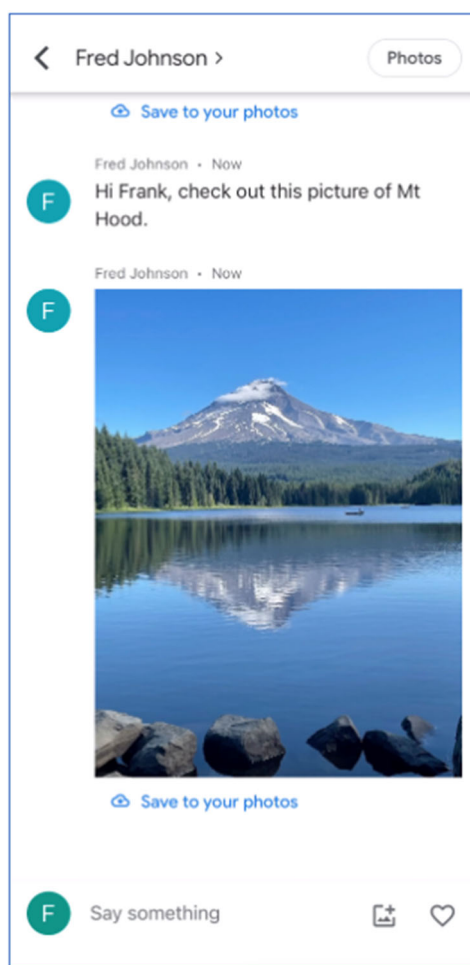 Fred Johnson >
Photos
Save to your photos
Fred Johnson • Now
F
Hi Frank, check out this picture of Mt
Hood.
Fred Johnson • Now
F
Save to your photos
F
Say something